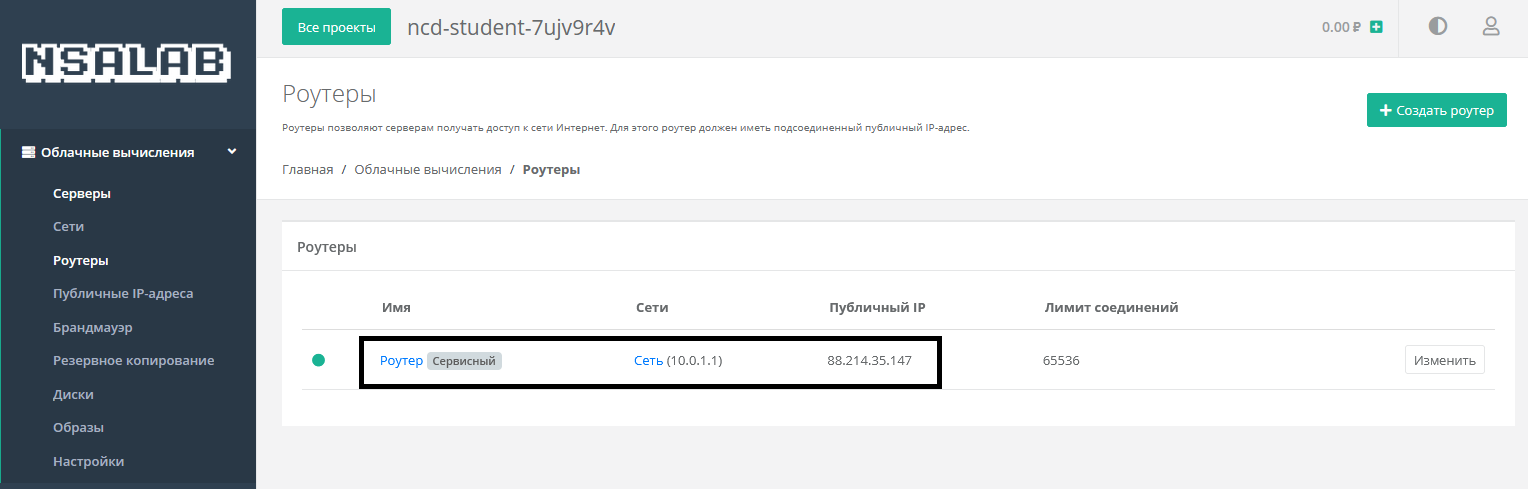 NSALAB
Все проекты ncd-student-7ujv9r4v 0.00 ₽
Облачные вычисления
Серверы
Сети
Роутеры
Публичные IP-адреса
Брандмауэр
Резервное копирование
Диски
Образы
Настройки
Роутеры
+ Создать роутер
Роутеры позволяют серверам получать доступ к сети Интернет. Для этого роутер должен иметь подсоединенный публичный IP-адрес.
Главная / Облачные вычисления / Роутеры
Роутеры
Имя Сети Публичный IP Лимит соединений
Роутер Сервисный Сеть (10.0.1.1) 88.214.35.147 65536 Изменить